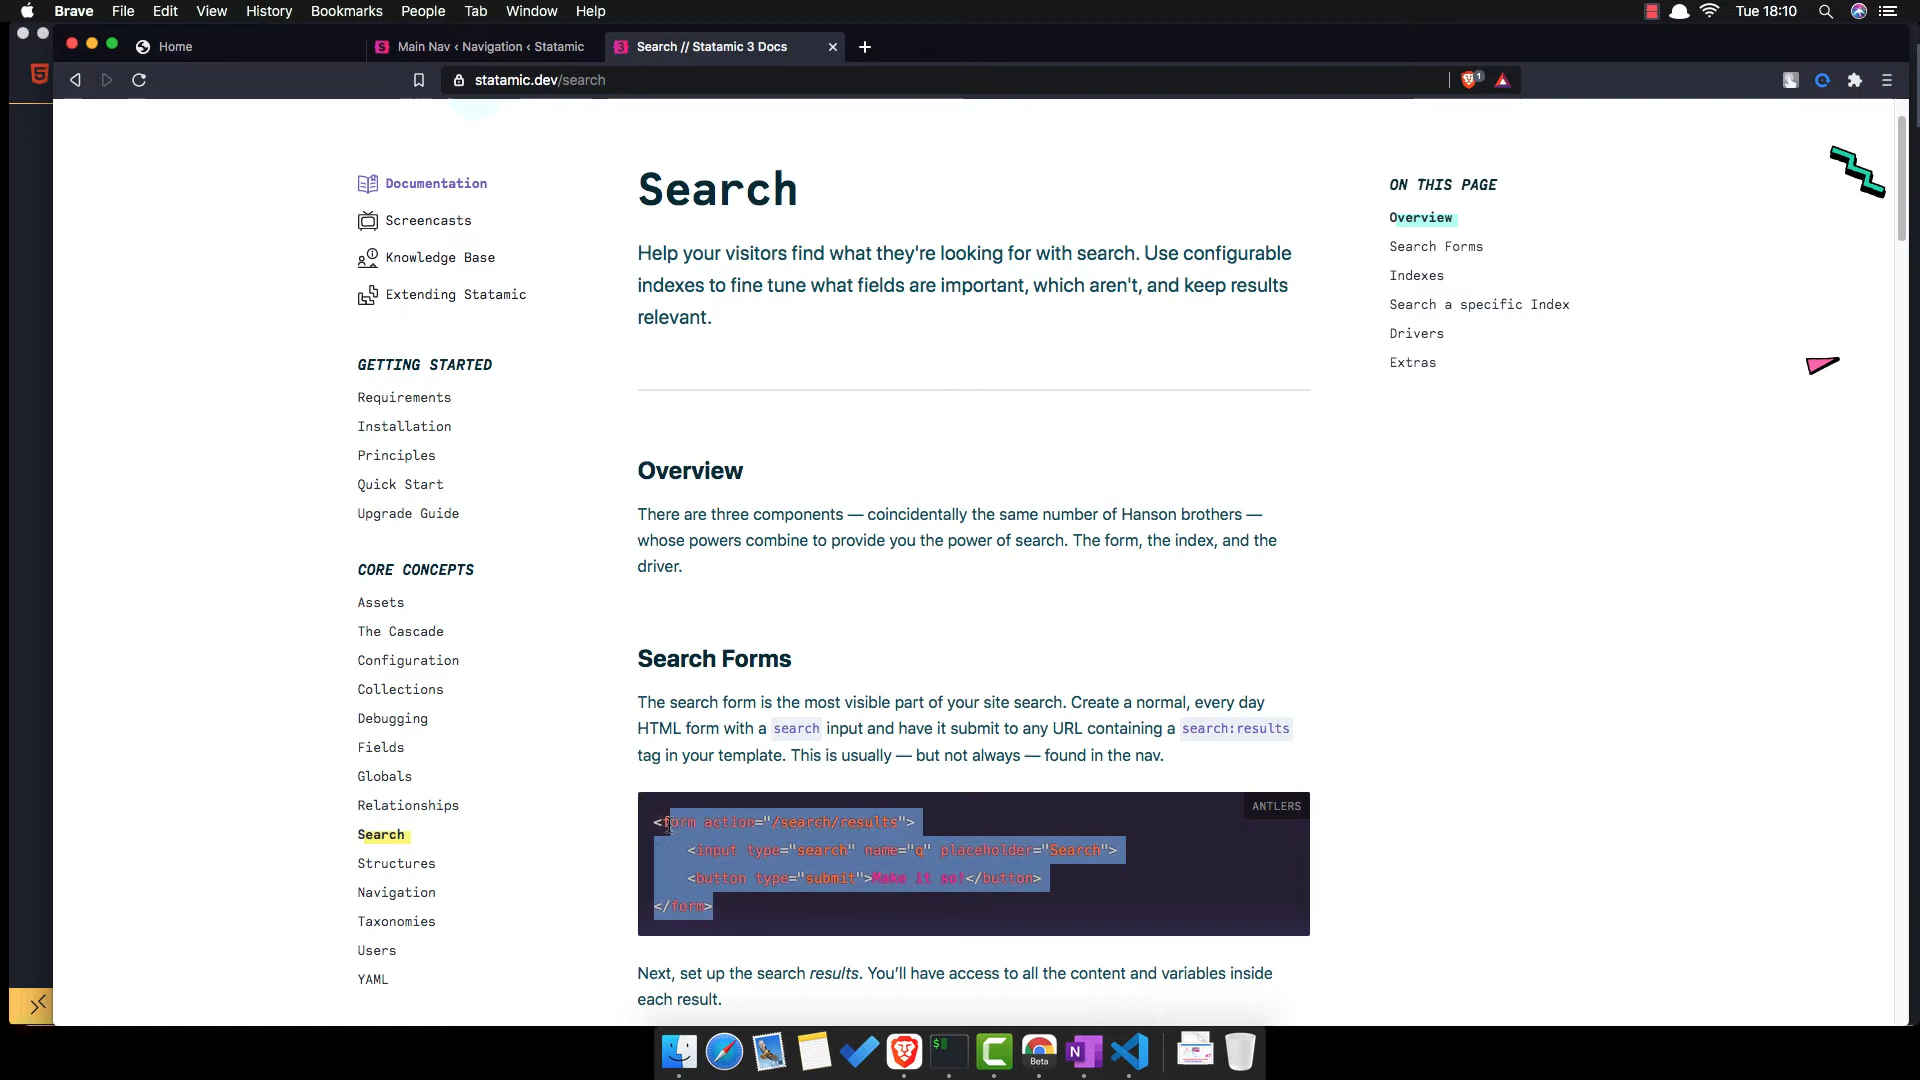 Brave File Edit View History Bookmarks People Tab Window Help
Tue 18:10
Home
Main Nav ‹ Navigation ‹ Statamic
Search // Statamic 3 Docs
statamic.dev/search
1
Documentation
Screencasts
Knowledge Base
Extending Statamic
GETTING STARTED
Requirements
Installation
Principles
Quick Start
Upgrade Guide
CORE CONCEPTS
Assets
The Cascade
Configuration
Collections
Debugging
Fields
Globals
Relationships
Search
Structures
Navigation
Taxonomies
Users
YAML
Search
Help your visitors find what they're looking for with search. Use configurable
indexes to fine tune what fields are important, which aren't, and keep results
relevant.
Overview
There are three components — coincidentally the same number of Hanson brothers —
whose powers combine to provide you the power of search. The form, the index, and the
driver.
Search Forms
The search form is the most visible part of your site search. Create a normal, every day
HTML form with a search input and have it submit to any URL containing a search:results
tag in your template. This is usually — but not always — found in the nav.
ANTLERS
<form action="/search/results">
<input type="search" name="q" placeholder="Search">
<button type="submit">Make it so!</button>
</form>
Next, set up the search results. You'll have access to all the content and variables inside
each result.
ON THIS PAGE
Overview
Search Forms
Indexes
Search a specific Index
Drivers
Extras
Beta